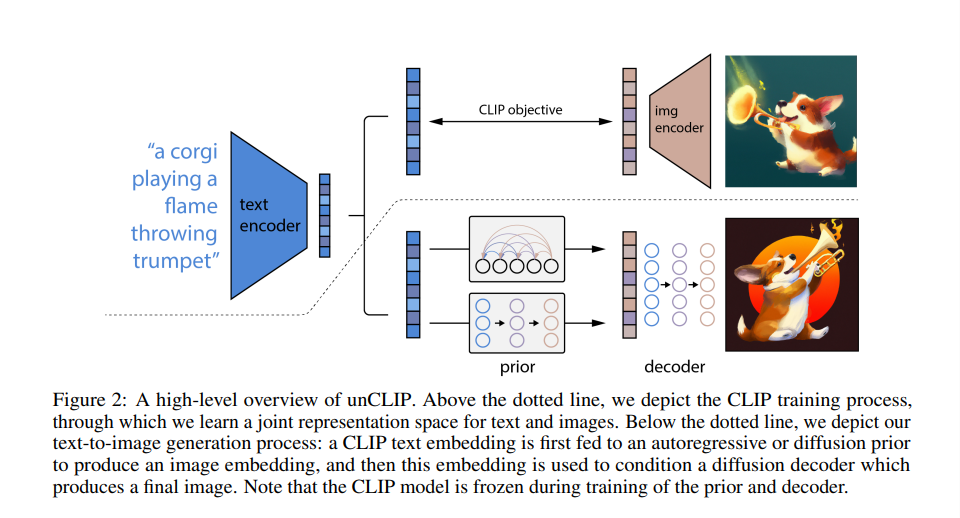 “a corgi
playing a
flame
throwing
trumpet”
text
encoder
CLIP objective
img
encoder
prior
decoder
Figure 2: A high-level overview of unCLIP. Above the dotted line, we depict the CLIP training process,
through which we learn a joint representation space for text and images. Below the dotted line, we depict our
text-to-image generation process: a CLIP text embedding is first fed to an autoregressive or diffusion prior
to produce an image embedding, and then this embedding is used to condition a diffusion decoder which
produces a final image. Note that the CLIP model is frozen during training of the prior and decoder.